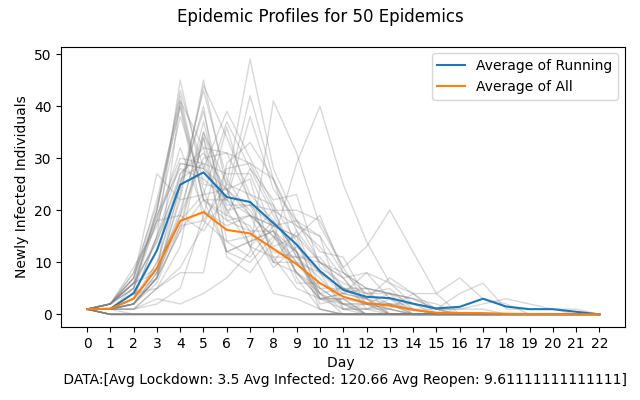 Epidemic Profiles for 50 Epidemics
50
40
30
20
10
0
Newly Infected Individuals
Average of Running
Average of All
0 1 2 3 4 5 6 7 8 9 10 11 12 13 14 15 16 17 18 19 20 21 22
Day
DATA:[Avg Lockdown: 3.5 Avg Infected: 120.66 Avg Reopen: 9.61111111111111]